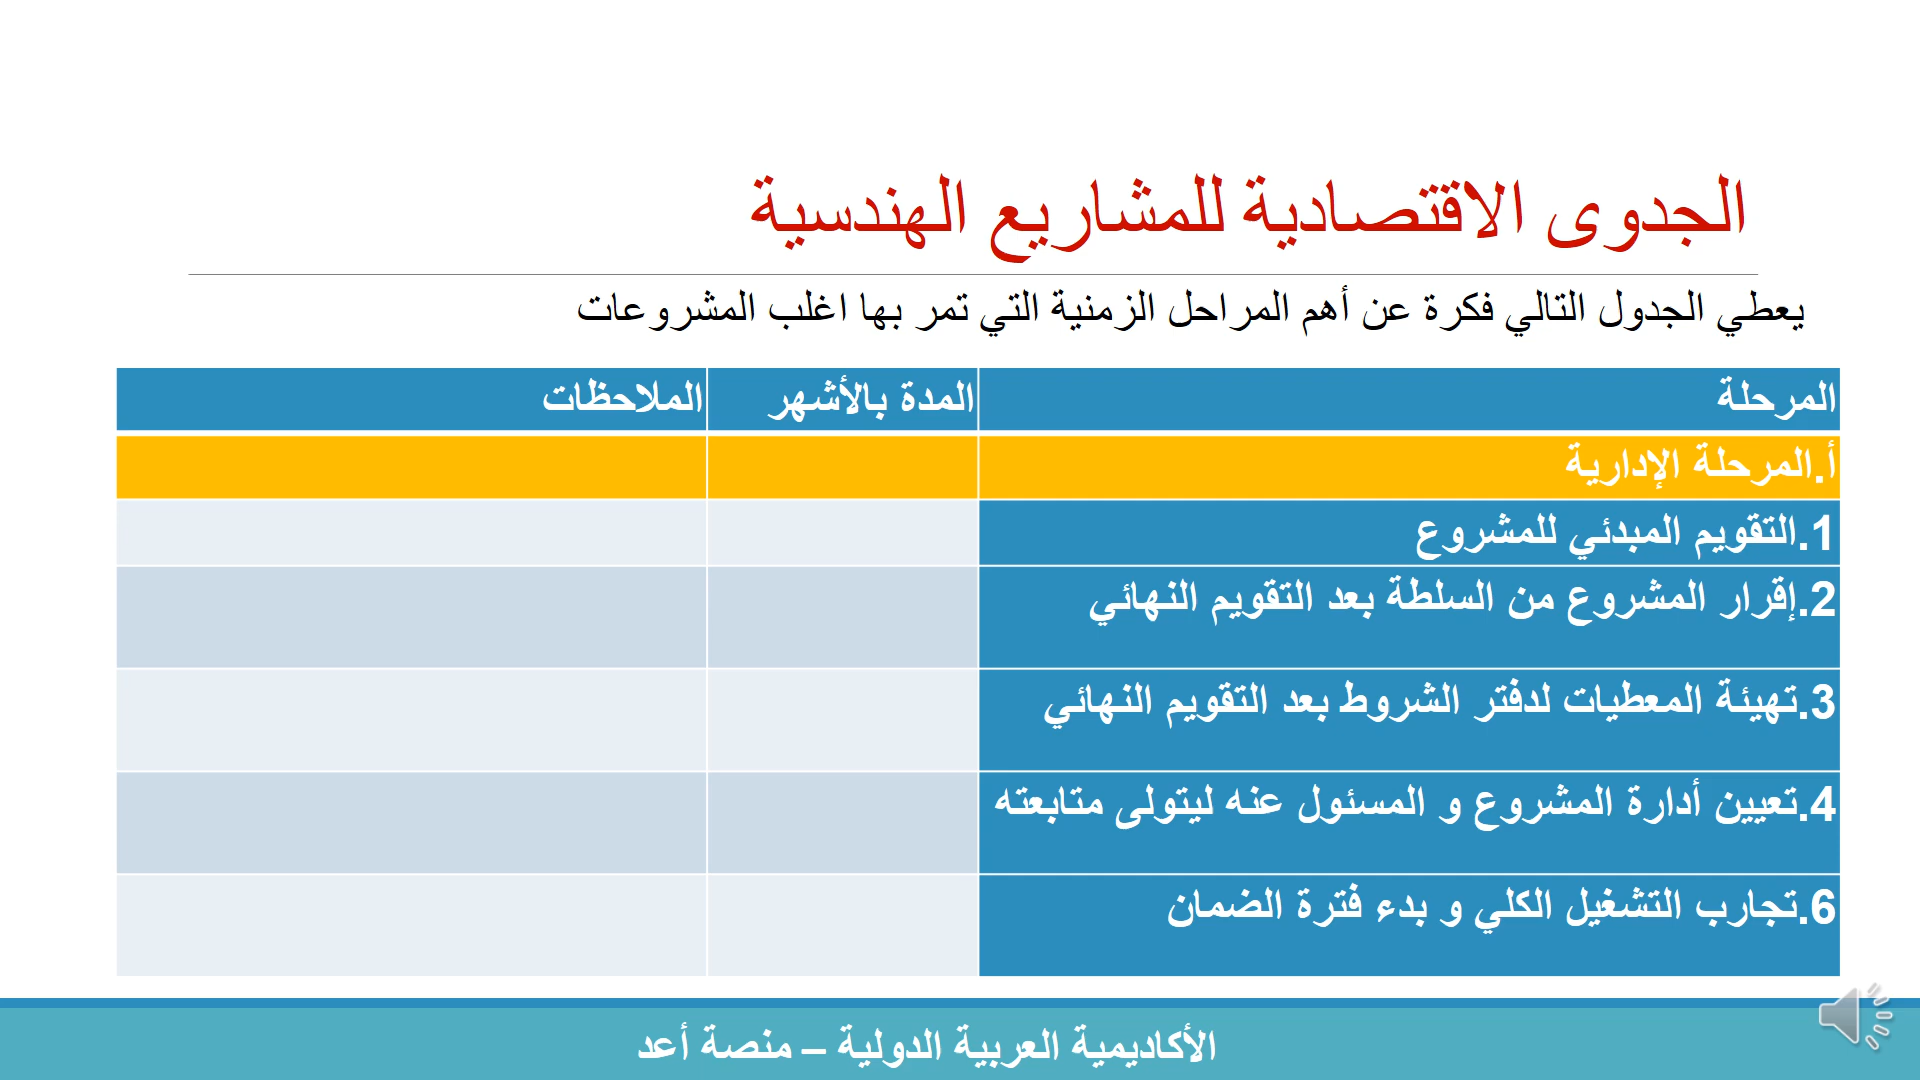 الجدوى الاقتصادية للمشاريع الهندسية
يعطي الجدول التالي فكرة عن أهم المراحل الزمنية التي تمر بها اغلب المشروعات
المرحلة المدة بالأشهر الملاحظات
أ.المرحلة الإدارية
1.التقويم المبدئي للمشروع
2.إقرار المشروع من السلطة بعد التقويم النهائي
3.تهيئة المعطيات لدفتر الشروط بعد التقويم النهائي
4.تعيين أدارة المشروع و المسئول عنه ليتولى متابعته
6.تجارب التشغيل الكلي و بدء فترة الضمان
الأكاديمية العربية الدولية – منصة أعد